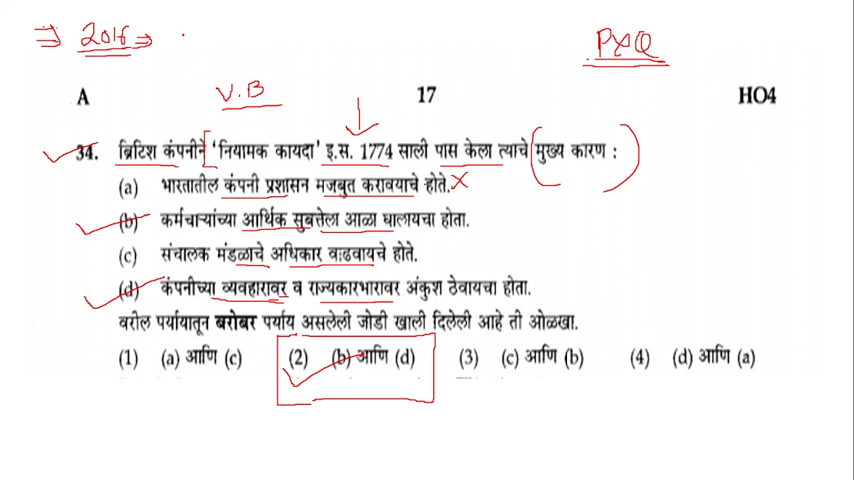 ⇒ 2016 ⇒
PYQ
V.B
A 17 HO4
34. ब्रिटिश कंपनीने 'नियामक कायदा' इ.स. 1774 साली पास केला त्याचे मुख्य कारण :
(a) भारतातील कंपनी प्रशासन मजबुत करावयाचे होते. X
(b) कर्मचाऱ्यांच्या आर्थिक सुबत्तेला आळा घालायचा होता.
(c) संचालक मंडळाचे अधिकार वाढवायचे होते.
(d) कंपनीच्या व्यवहारावर व राज्यकारभारावर अंकुश ठेवायचा होता.
वरील पर्यायातून बरोबर पर्याय असलेली जोडी खाली दिलेली आहे ती ओळखा.
(1) (a) आणि (c) (2) (b) आणि (d) (3) (c) आणि (b) (4) (d) आणि (a)